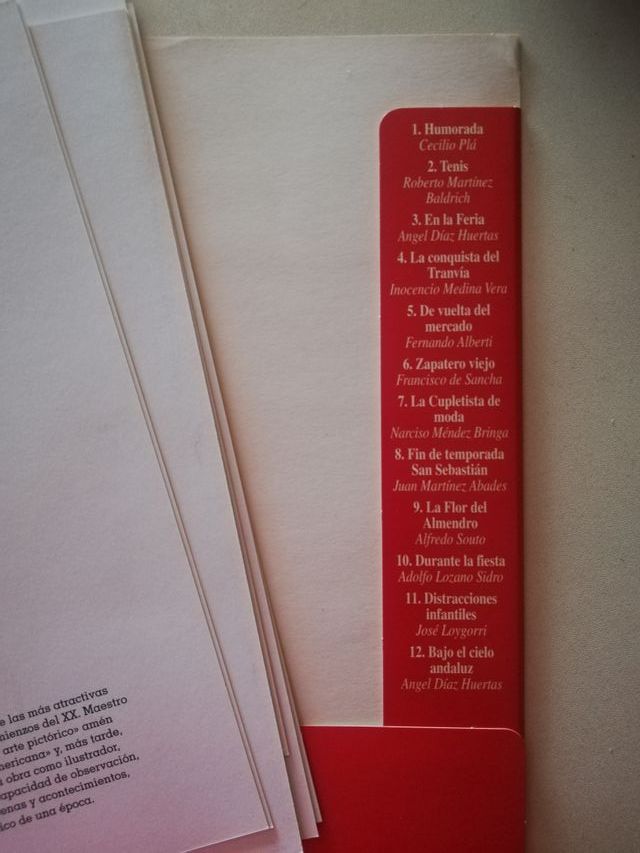 1. Humorada
Cecilio Plá
2. Tenis
Roberto Martínez
Baldrich
3. En la Feria
Angel Díaz Huertas
4. La conquista del
Tranvía
Inocencio Medina Vera
5. De vuelta del
mercado
Fernando Alberti
6. Zapatero viejo
Francisco de Sancha
7. La Cupletista de
moda
Narciso Méndez Bringa
8. Fin de temporada
San Sebastián
Juan Martínez Abades
9. La Flor del
Almendro
Alfredo Souto
10. Durante la fiesta
Adolfo Lozano Sidro
11. Distracciones
infantiles
José Loygorri
12. Bajo el cielo
andaluz
Angel Díaz Huertas
las más atractivas
del XX. Maestro
arte pictórico» amén
y, más tarde,
obra como ilustrador,
de observación,
y acontecimientos,
de una época.